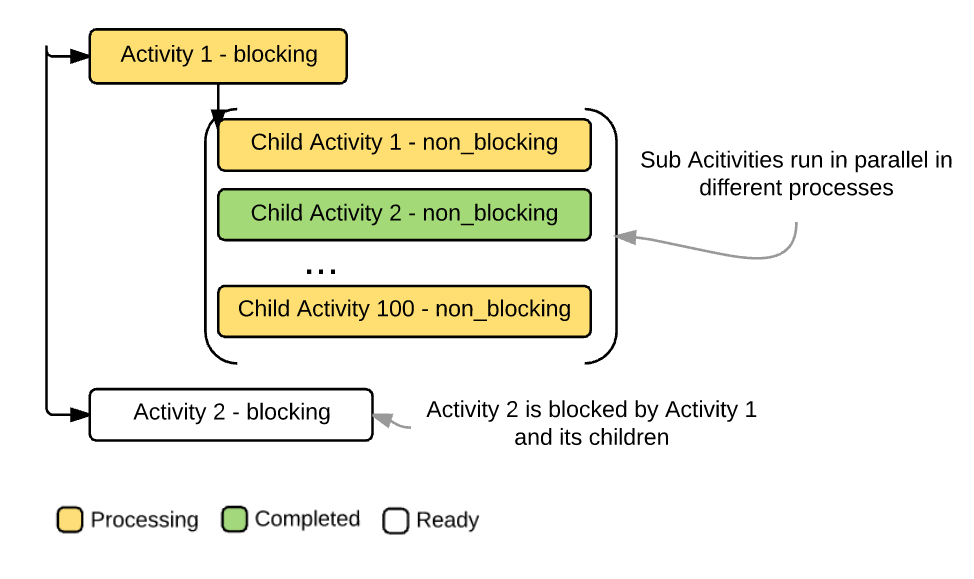 Activity 1 - blocking
Child Activity 1 - non_blocking
Sub Acitivities run in parallel in
different processes
Child Activity 2 - non_blocking
...
Child Activity 100 - non_blocking
Activity 2 - blocking
Activity 2 is blocked by Activity 1
and its children
Processing
Completed
Ready